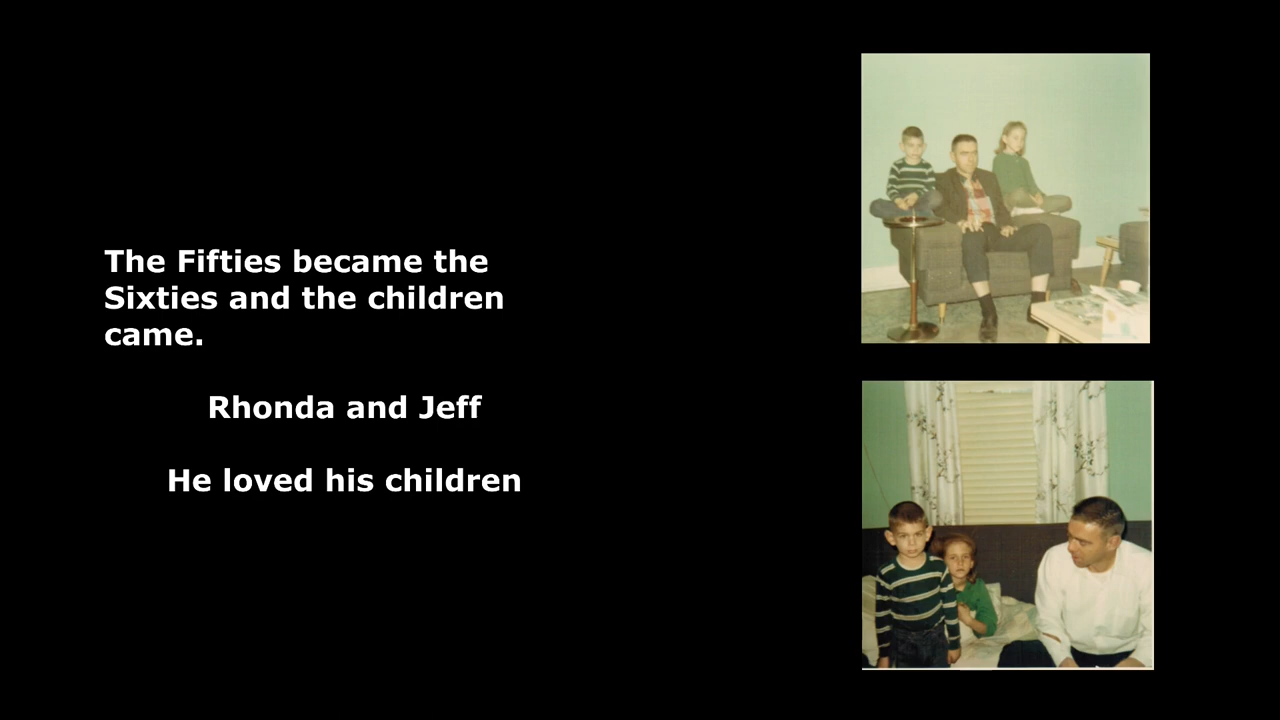 The Fifties became the
Sixties and the children
came.
Rhonda and Jeff
He loved his children